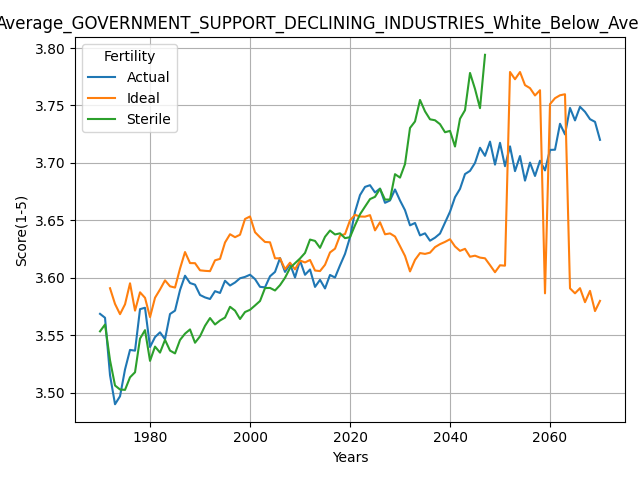 Average_GOVERNMENT_SUPPORT_DECLINING_INDUSTRIES_White_Below_Ave
Fertility
Actual
Ideal
Sterile
3.80
3.75
3.70
3.65
3.60
3.55
3.50
Score(1-5)
1980 2000 2020 2040 2060
Years